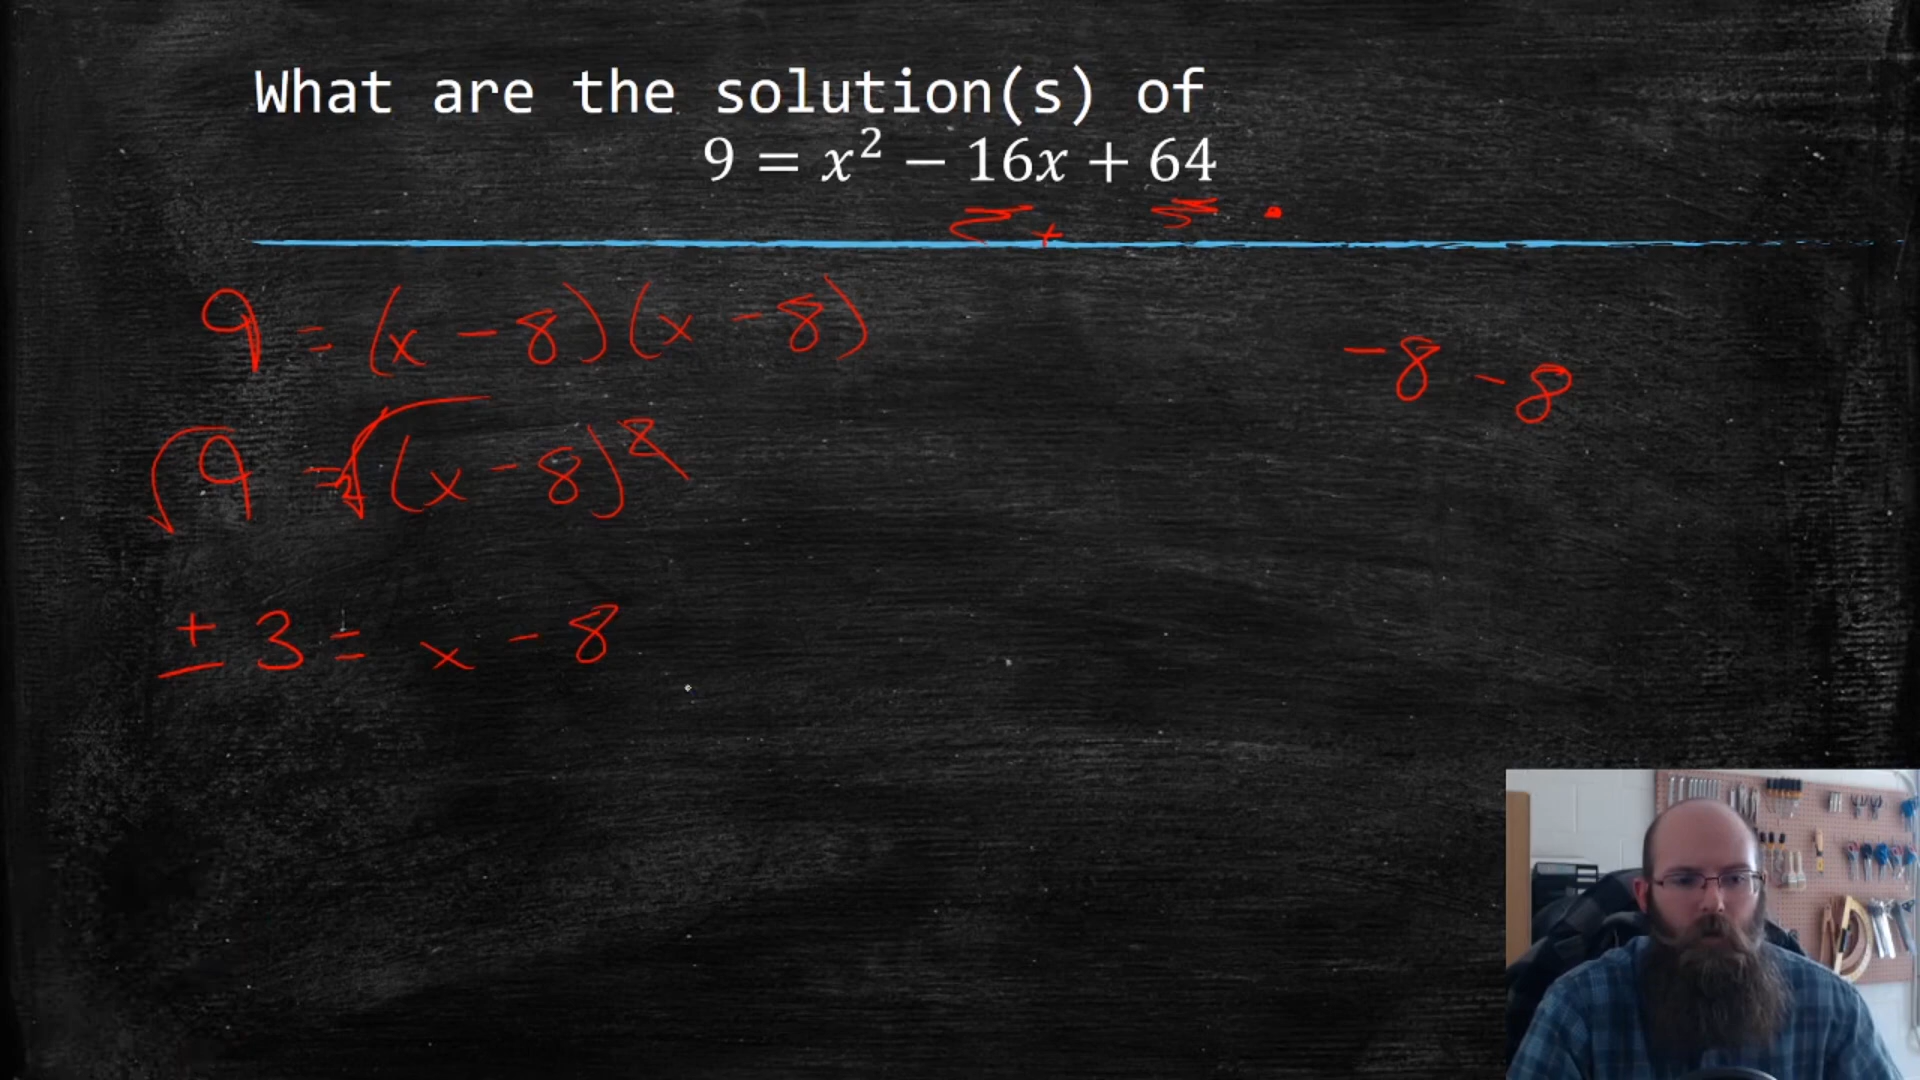 What are the solution(s) of
9 = x² − 16x + 64
+ .
9 = (x - 8)(x - 8)
-8 -8
√9 = ²√(x - 8)²
± 3 = x - 8